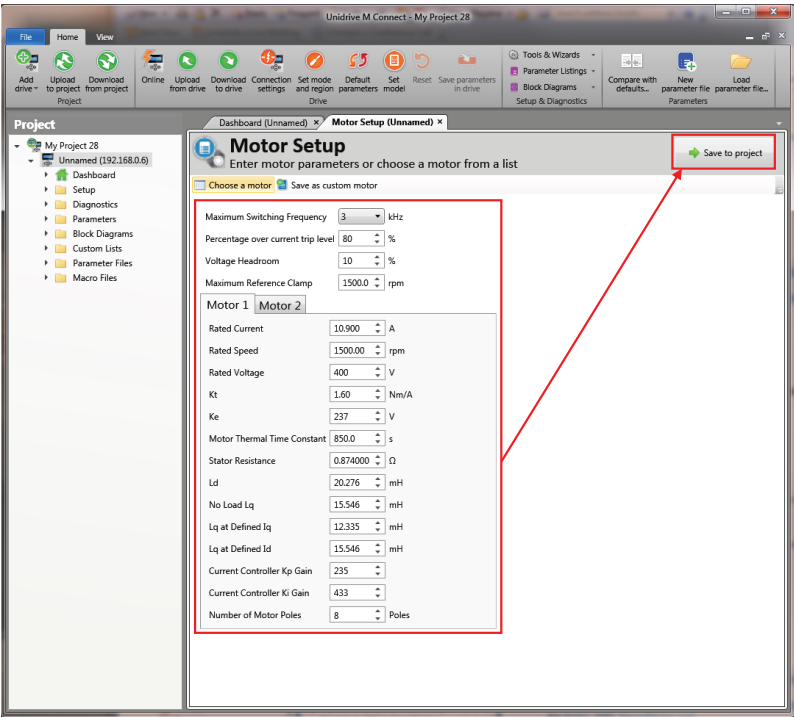 Unidrive M Connect - My Project 28
File Home View
Add drive
Upload to project
Download from project
Online
Upload from drive
Download to drive
Connection settings
Set mode and region
Default parameters
Set model
Reset
Save parameters in drive
Tools & Wizards
Parameter Listings
Block Diagrams
Compare with defaults...
New parameter file
Load parameter file...
Project
Drive
Setup & Diagnostics
Parameters
Project
My Project 28
Unnamed (192.168.0.6)
Dashboard
Setup
Diagnostics
Parameters
Block Diagrams
Custom Lists
Parameter Files
Macro Files
Dashboard (Unnamed) × Motor Setup (Unnamed) ×
Motor Setup
Enter motor parameters or choose a motor from a list
Save to project
Choose a motor Save as custom motor
Maximum Switching Frequency 3 kHz
Percentage over current trip level 80 %
Voltage Headroom 10 %
Maximum Reference Clamp 1500.0 rpm
Motor 1 Motor 2
Rated Current 10.900 A
Rated Speed 1500.00 rpm
Rated Voltage 400 V
Kt 1.60 Nm/A
Ke 237 V
Motor Thermal Time Constant 850.0 s
Stator Resistance 0.874000 Ω
Ld 20.276 mH
No Load Lq 15.546 mH
Lq at Defined Iq 12.335 mH
Lq at Defined Id 15.546 mH
Current Controller Kp Gain 235
Current Controller Ki Gain 433
Number of Motor Poles 8 Poles